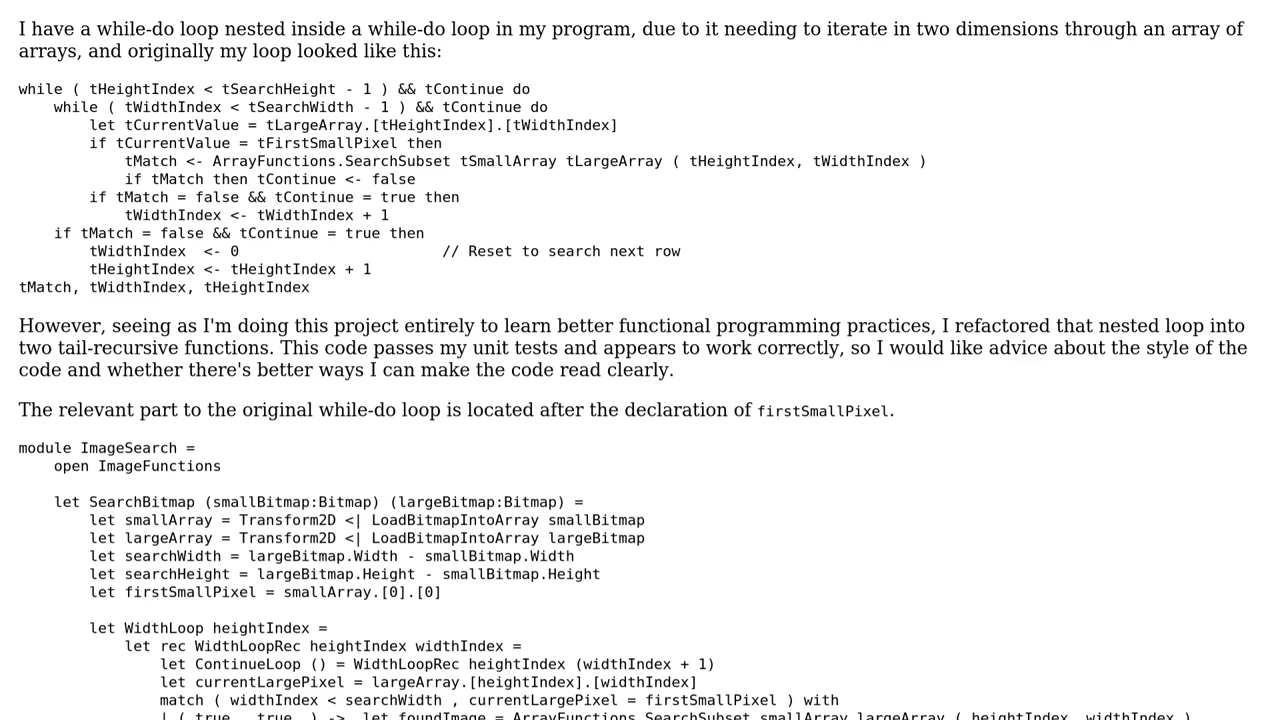 I have a while-do loop nested inside a while-do loop in my program, due to it needing to iterate in two dimensions through an array of
arrays, and originally my loop looked like this:
while ( tHeightIndex < tSearchHeight - 1 ) && tContinue do
    while ( tWidthIndex < tSearchWidth - 1 ) && tContinue do
        let tCurrentValue = tLargeArray.[tHeightIndex].[tWidthIndex]
        if tCurrentValue = tFirstSmallPixel then
            tMatch <- ArrayFunctions.SearchSubset tSmallArray tLargeArray ( tHeightIndex, tWidthIndex )
            if tMatch then tContinue <- false
        if tMatch = false && tContinue = true then
            tWidthIndex <- tWidthIndex + 1
    if tMatch = false && tContinue = true then
        tWidthIndex  <- 0                       // Reset to search next row
        tHeightIndex <- tHeightIndex + 1
tMatch, tWidthIndex, tHeightIndex
However, seeing as I'm doing this project entirely to learn better functional programming practices, I refactored that nested loop into
two tail-recursive functions. This code passes my unit tests and appears to work correctly, so I would like advice about the style of the
code and whether there's better ways I can make the code read clearly.
The relevant part to the original while-do loop is located after the declaration of firstSmallPixel.
module ImageSearch =
    open ImageFunctions
    let SearchBitmap (smallBitmap:Bitmap) (largeBitmap:Bitmap) =
        let smallArray = Transform2D <| LoadBitmapIntoArray smallBitmap
        let largeArray = Transform2D <| LoadBitmapIntoArray largeBitmap
        let searchWidth = largeBitmap.Width - smallBitmap.Width
        let searchHeight = largeBitmap.Height - smallBitmap.Height
        let firstSmallPixel = smallArray.[0].[0]
        let WidthLoop heightIndex =
            let rec WidthLoopRec heightIndex widthIndex =
                let ContinueLoop () = WidthLoopRec heightIndex (widthIndex + 1)
                let currentLargePixel = largeArray.[heightIndex].[widthIndex]
                match ( widthIndex < searchWidth , currentLargePixel = firstSmallPixel ) with
                | ( true , true ) -> let foundImage = ArrayFunctions.SearchSubset smallArray largeArray ( heightIndex, widthIndex )